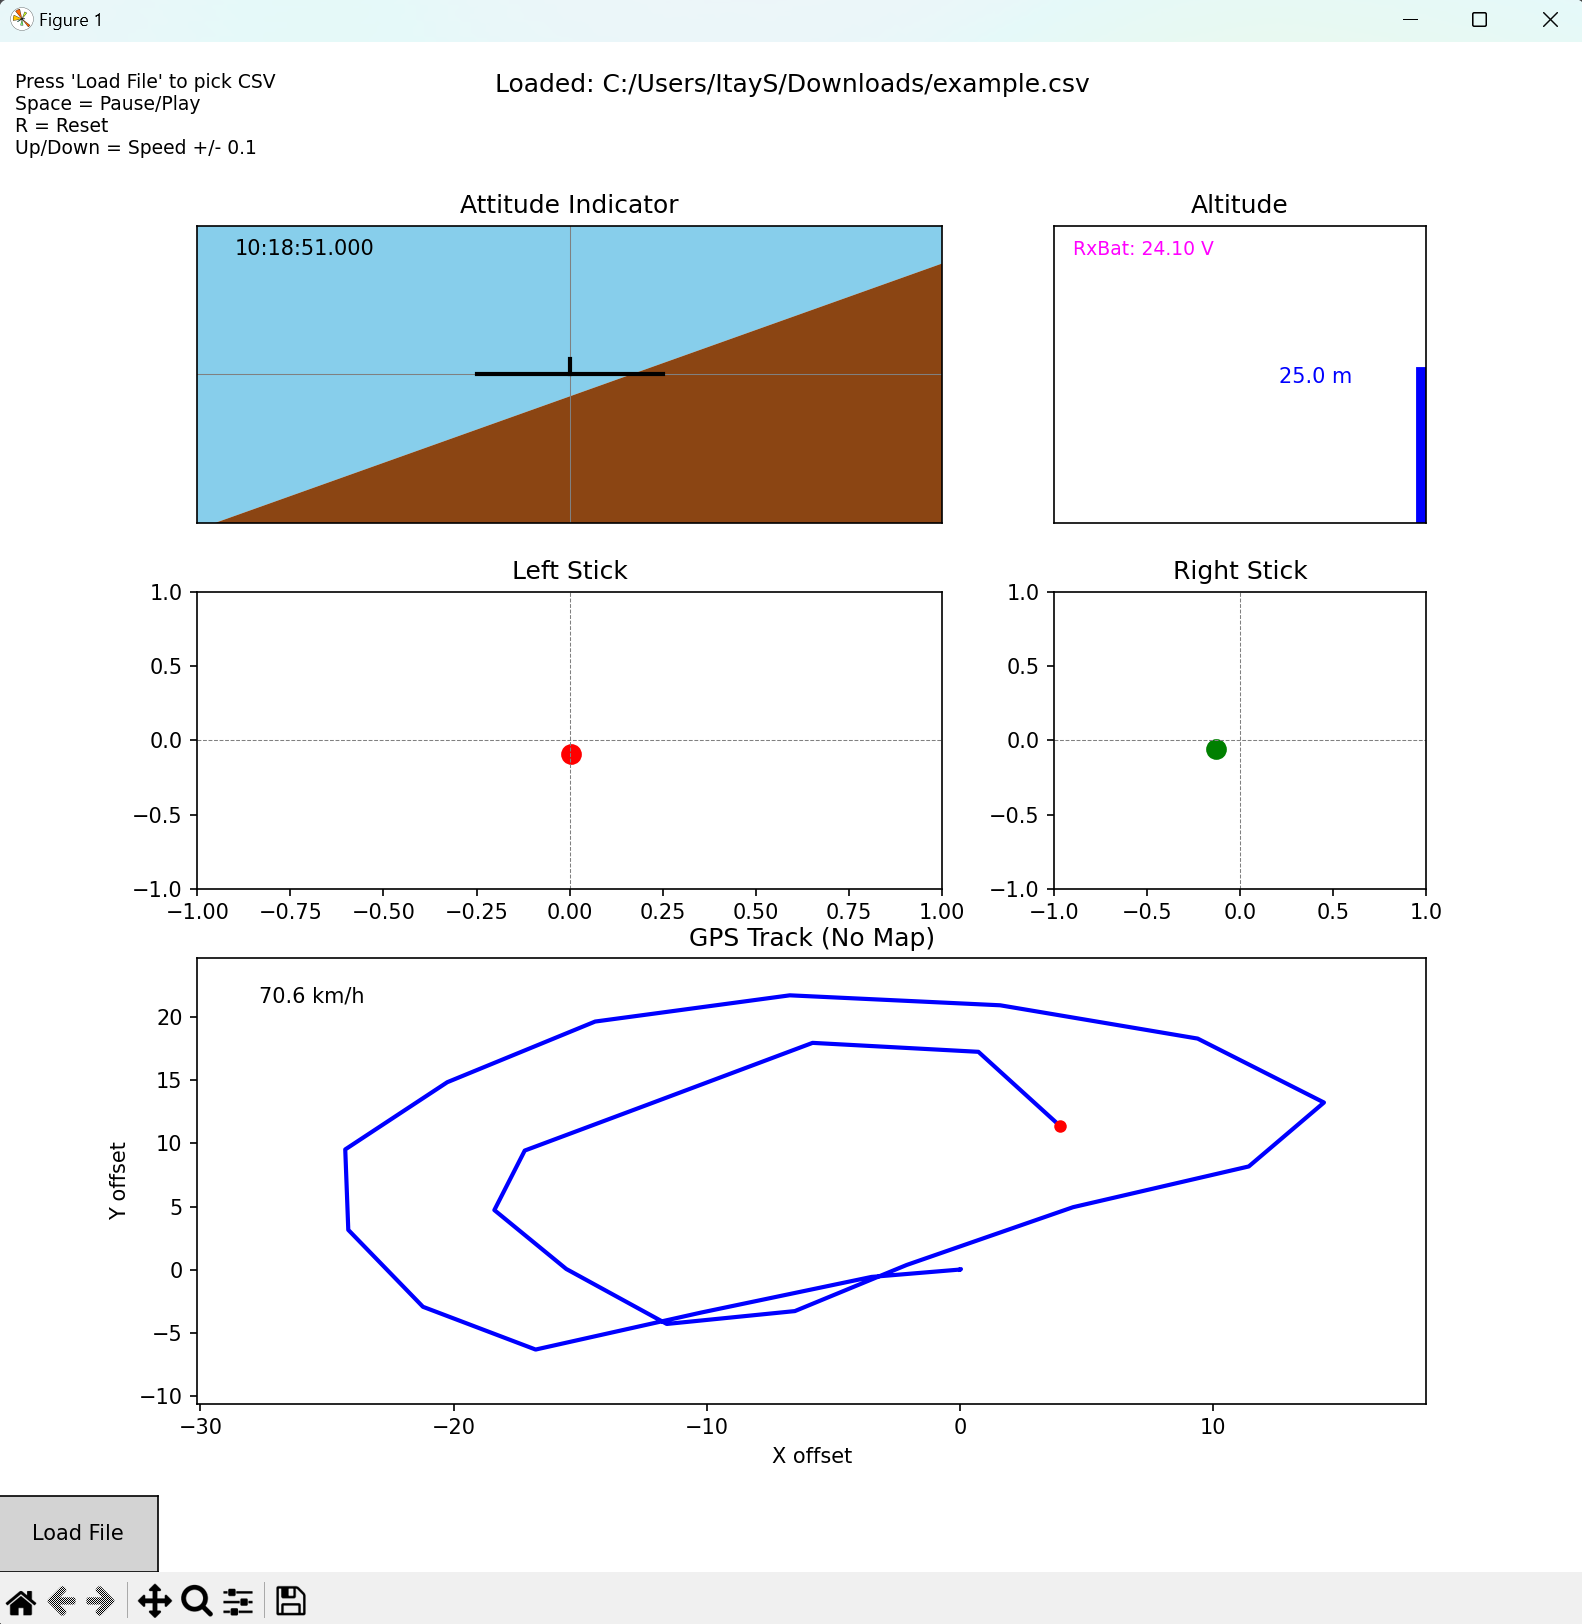 Figure 1
Press 'Load File' to pick CSV
Space = Pause/Play
R = Reset
Up/Down = Speed +/- 0.1
Loaded: C:/Users/ItayS/Downloads/example.csv
Attitude Indicator
10:18:51.000
Altitude
RxBat: 24.10 V
25.0 m
Left Stick
1.0
0.5
0.0
−0.5
−1.0
−1.00 −0.75 −0.50 −0.25 0.00 0.25 0.50 0.75 1.00
Right Stick
1.0
0.5
0.0
−0.5
−1.0
−1.0 −0.5 0.0 0.5 1.0
GPS Track (No Map)
70.6 km/h
Y offset
20
15
10
5
0
−5
−10
−30 −20 −10 0 10
X offset
Load File